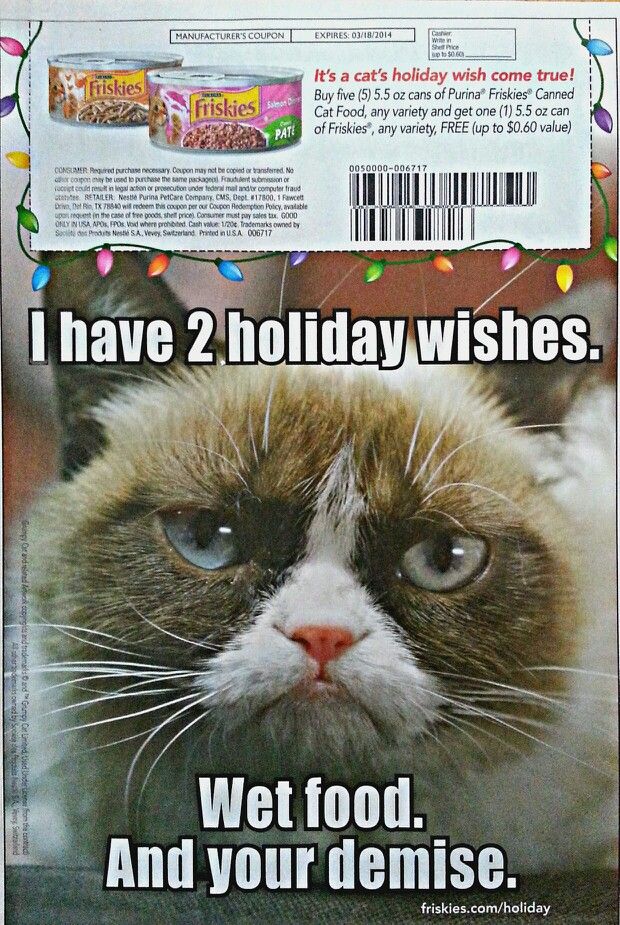 MANUFACTURER'S COUPON
EXPIRES: 03/18/2014
Cashier:
Write in
Shelf Price
(up to $0.60)
Friskies
Friskies
Salmon
PATÉ
It's a cat's holiday wish come true!
Buy five (5) 5.5 oz cans of Purina® Friskies® Canned
Cat Food, any variety and get one (1) 5.5 oz can
of Friskies®, any variety, FREE (up to $0.60 value)
CONSUMER: Required purchase necessary. Coupon may not be copied or transferred. No
other coupon may be used to purchase the same package(s). Fraudulent submission or
receipt could result in legal action or prosecution under federal mail and/or computer fraud
statutes. RETAILER: Nestlé Purina PetCare Company, CMS, Dept. #17800, 1 Fawcett
Drive, Del Rio, TX 78840 will redeem this coupon per our Coupon Redemption Policy, available
upon request (in the case of free goods, shelf price). Consumer must pay sales tax. GOOD
ONLY IN USA, APOs, FPOs. Void where prohibited. Cash value: 1/20¢. Trademarks owned by
Société des Produits Nestlé S.A., Vevey, Switzerland. Printed in U.S.A. 006717
0050000-006717
I have 2 holiday wishes.
Wet food.
And your demise.
friskies.com/holiday